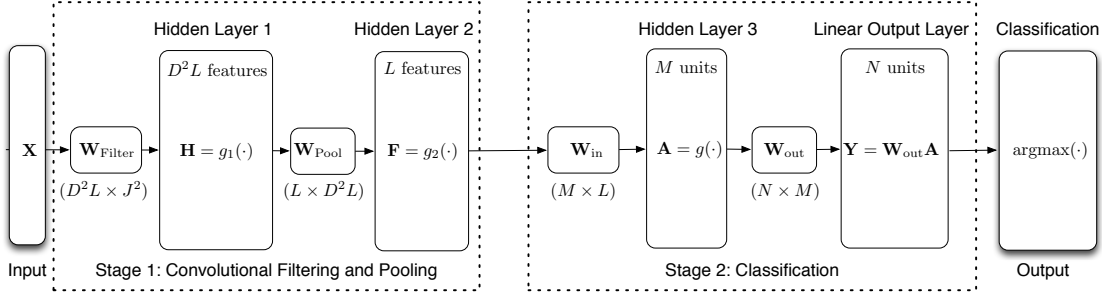 Hidden Layer 1
Hidden Layer 2
Hidden Layer 3
Linear Output Layer
Classification
D²L features
L features
M units
N units
X
W_Filter
H = g₁(·)
W_Pool
F = g₂(·)
W_in
A = g(·)
W_out
Y = W_out A
argmax(·)
(D²L × J²)
(L × D²L)
(M × L)
(N × M)
Input
Stage 1: Convolutional Filtering and Pooling
Stage 2: Classification
Output